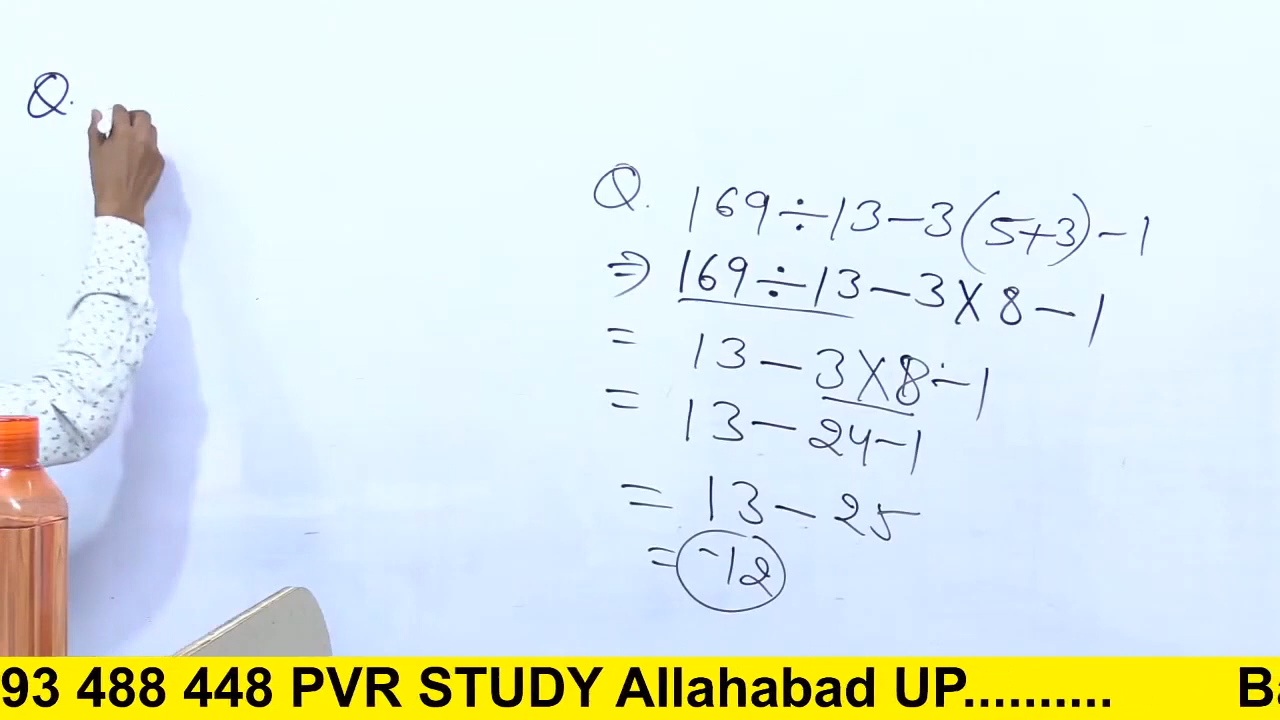 Q.
Q. 169÷13-3(5+3)-1
⇒ 169÷13-3×8-1
= 13-3×8-1
= 13-24-1
= 13-25
= -12
93 488 448 PVR STUDY Allahabad UP.......... Ba